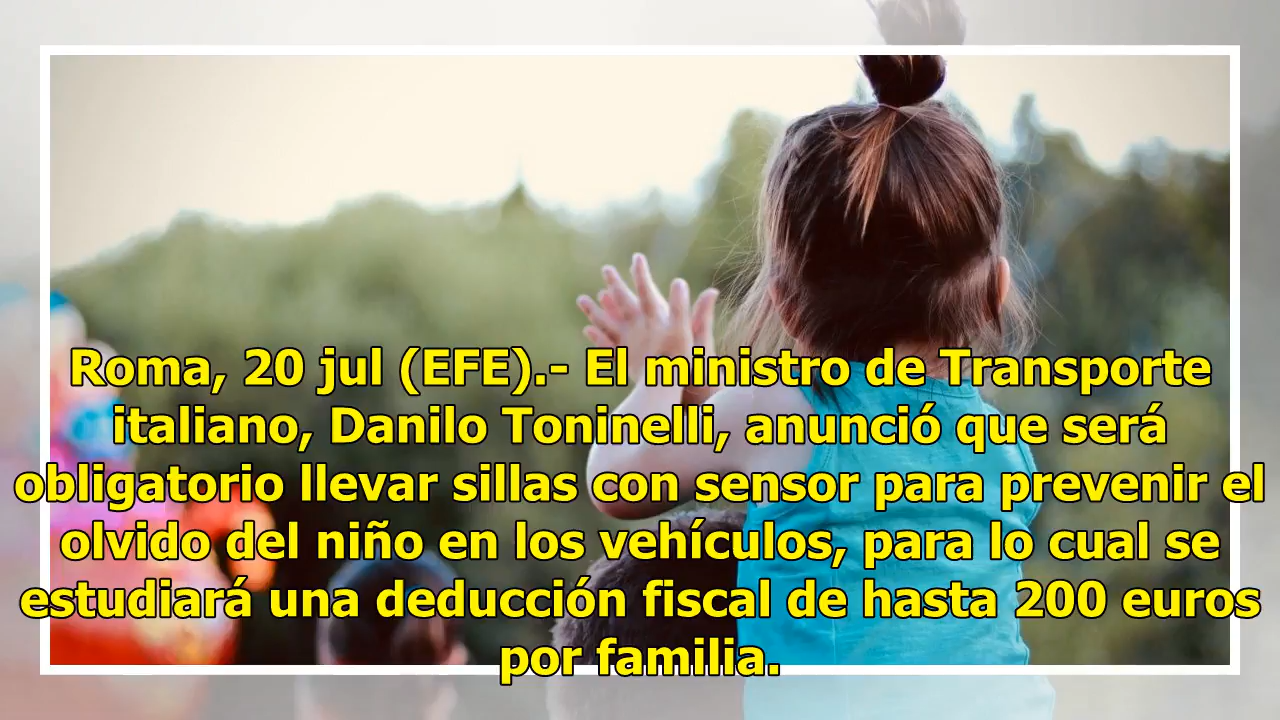 Roma, 20 jul (EFE).- El ministro de Transporte
italiano, Danilo Toninelli, anunció que será
obligatorio llevar sillas con sensor para prevenir el
olvido del niño en los vehículos, para lo cual se
estudiará una deducción fiscal de hasta 200 euros
por familia.